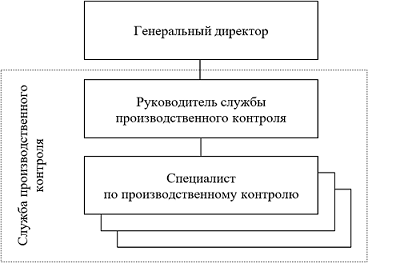 Генеральный директор
Руководитель службы
производственного контроля
Специалист
по производственному контролю
Служба производственного
контроля